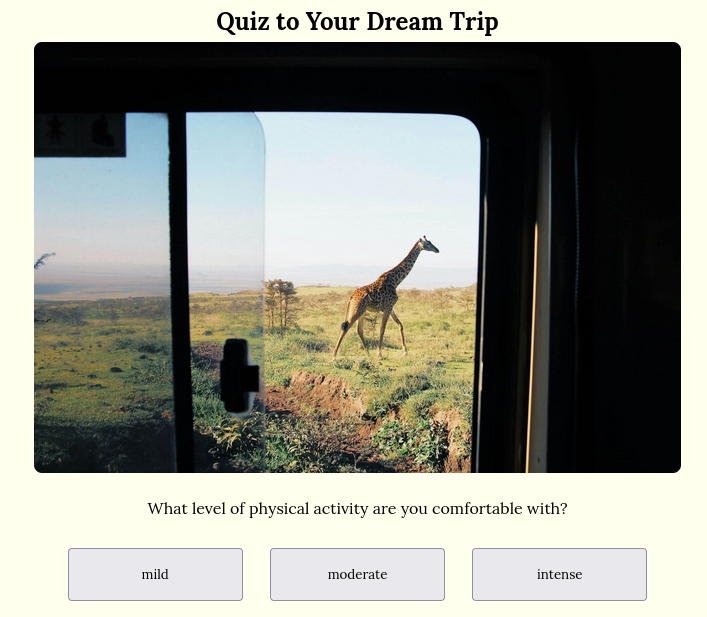 Quiz to Your Dream Trip
What level of physical activity are you comfortable with?
mild
moderate
intense